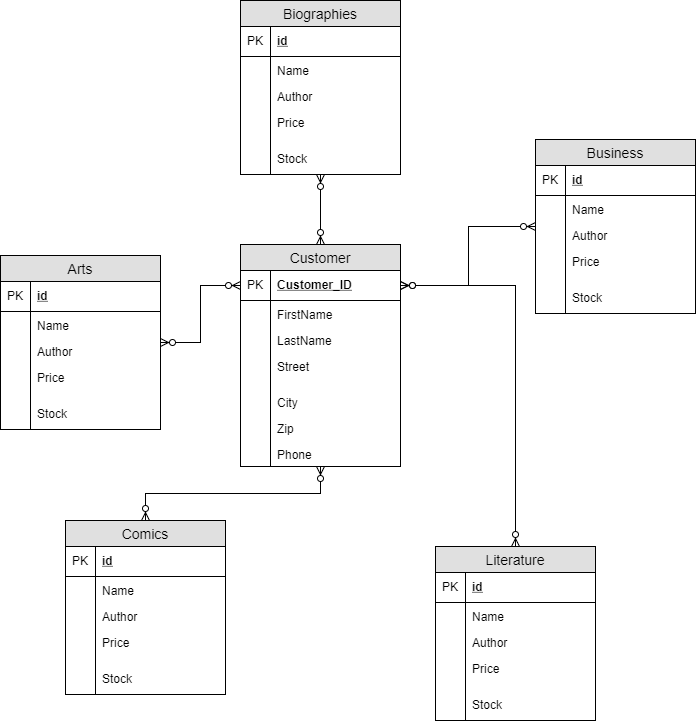 Biographies
PK id
Name
Author
Price
Stock
Business
PK id
Name
Author
Price
Stock
Arts
PK id
Name
Author
Price
Stock
Customer
PK Customer_ID
FirstName
LastName
Street
City
Zip
Phone
Comics
PK id
Name
Author
Price
Stock
Literature
PK id
Name
Author
Price
Stock